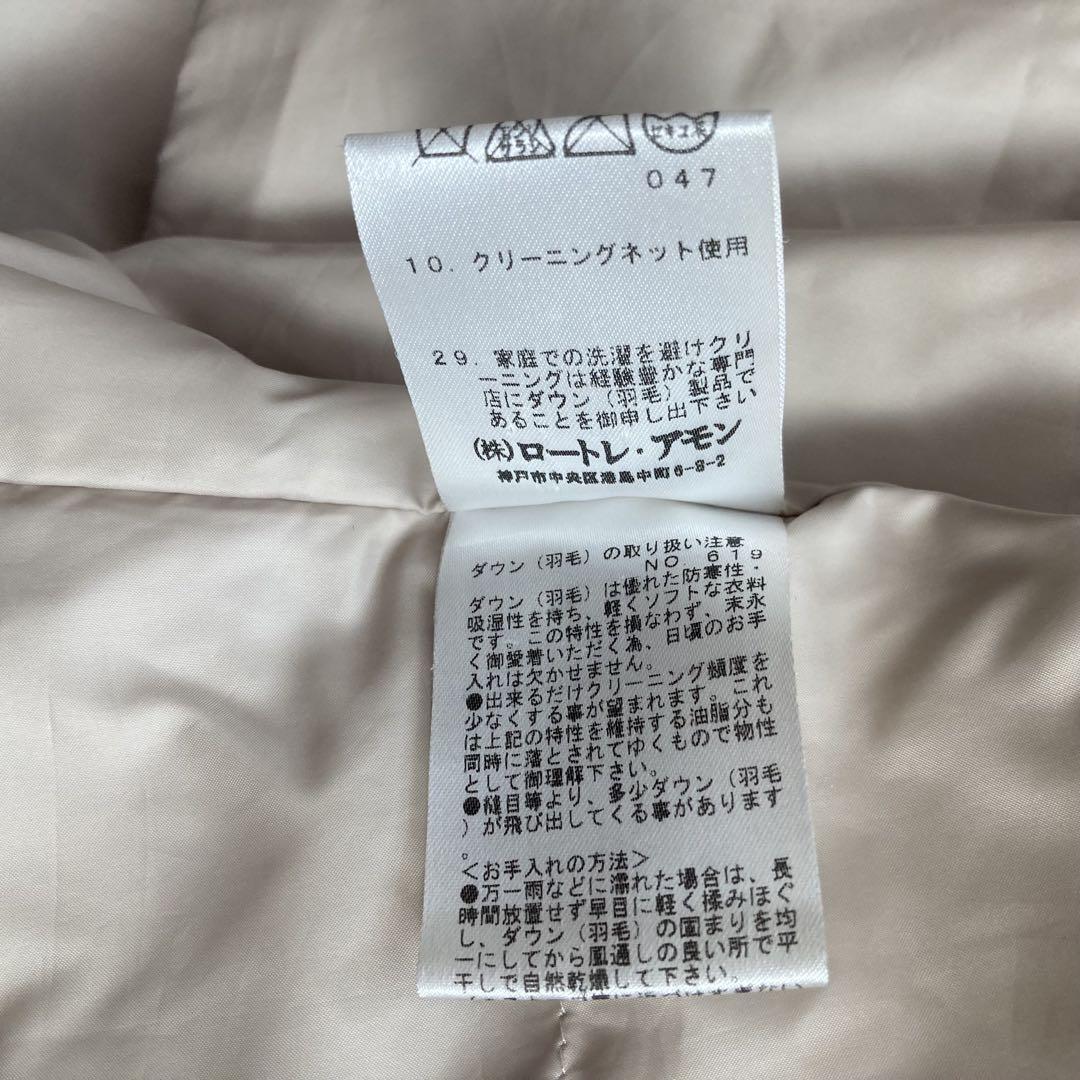 セキユ系
047
10. クリーニングネット使用
29. 家庭での洗濯を避けクリ
ーニングは経験豊かな専門
店にダウン(羽毛)製品で
あることを御申し出下さい
(株)ロートレ・アモン
神戸市中央区港島中町6-8-2
ダウン(羽毛)の取り扱い注意
NO 619
ダウン(羽毛)は優れた防寒性・
吸湿性を持ち、軽くソフトな衣料
です。この特性を損なわず、末永
く御愛着いただく為、日頃のお手
入れは欠かせません。
●出来るだけクリーニング頻度を
少なくする事が望まれます。これ
は上記の特性を維持する油脂分も
同時に落とされてゆくもので物性
として御理解下さい。
●縫目等より、多少ダウン(羽毛
)が飛び出してくる事があります
。
<お手入れの方法>
●万一雨などに濡れた場合は、長
時間放置せず早目に軽く揉みほぐ
し、ダウン(羽毛)の固まりを均
一にしてから風通しの良い所で平
干しで自然乾燥して下さい。